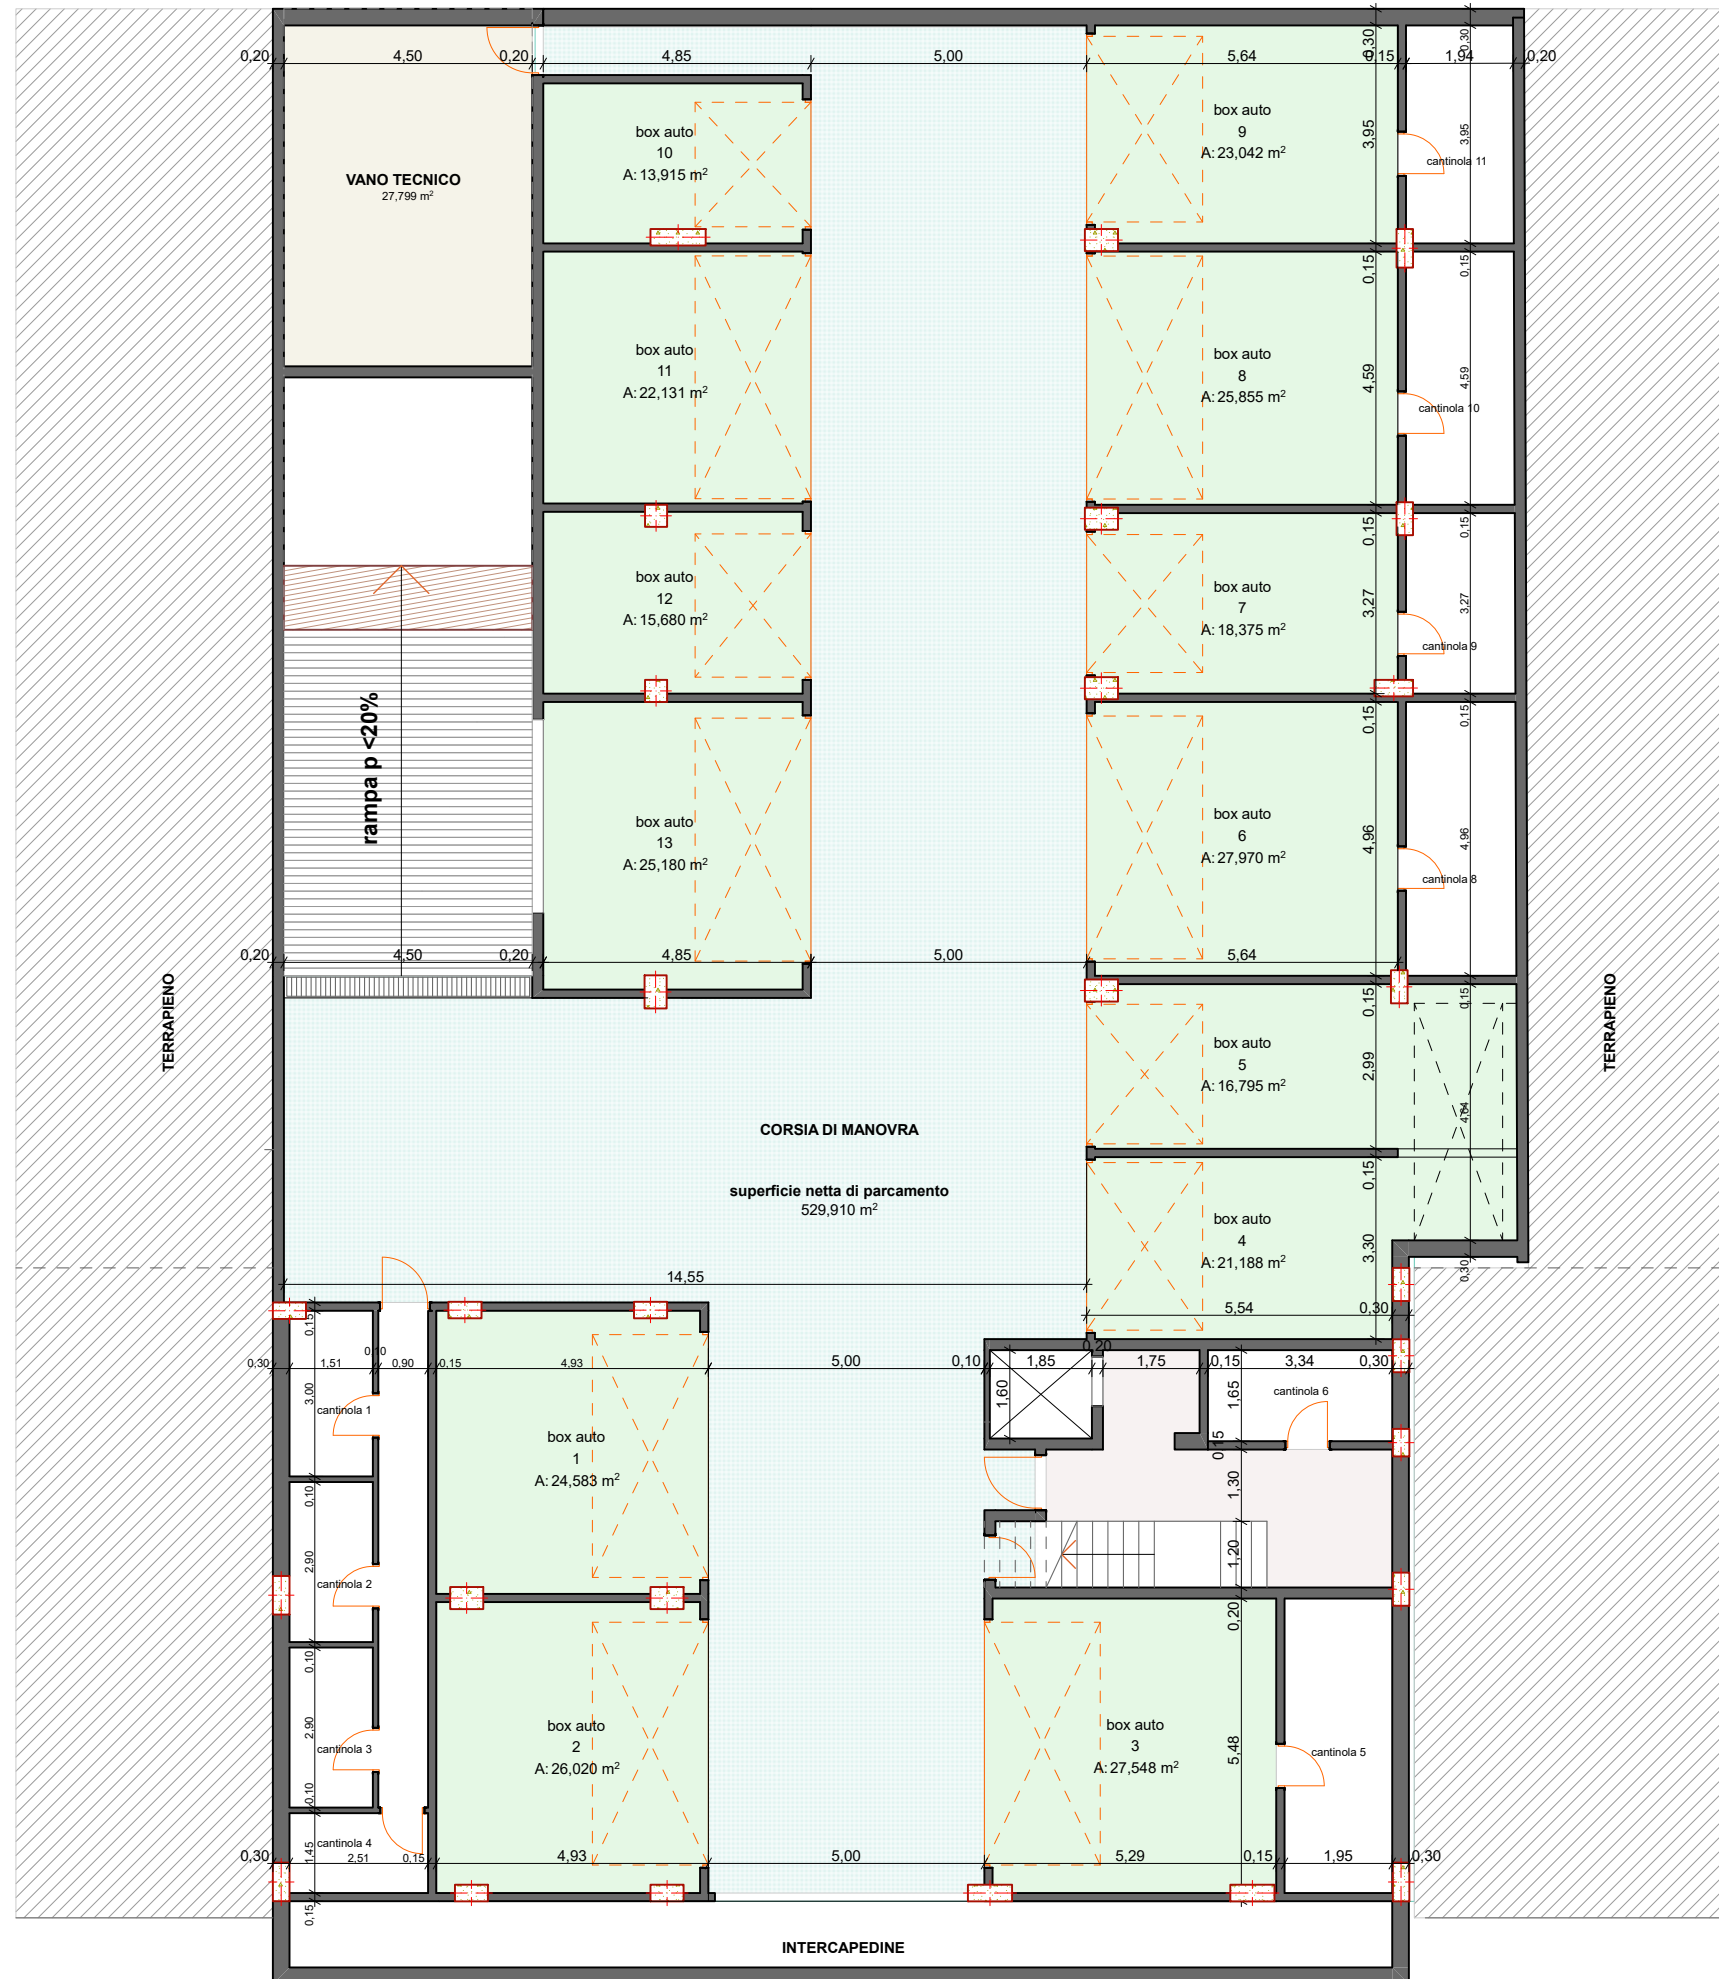 0,20
4,50
0,20
4,85
5,00
5,64
0,30
0,15
1,94
0,30
0,20
box auto
10
A: 13,915 m²
box auto
9
A: 23,042 m²
3,95
3,95
cantinola 11
VANO TECNICO
27,799 m²
0,15
0,15
box auto
11
A: 22,131 m²
box auto
8
A: 25,855 m²
4,59
4,59
cantinola 10
0,15
0,15
box auto
12
A: 15,680 m²
box auto
7
A: 18,375 m²
3,27
3,27
cantinola 9
0,15
0,15
rampa p <20%
box auto
13
A: 25,180 m²
box auto
6
A: 27,970 m²
4,96
4,96
cantinola 8
0,20
4,50
0,20
4,85
5,00
5,64
TERRAPIENO
TERRAPIENO
0,15
0,15
box auto
5
A: 16,795 m²
2,99
4,64
CORSIA DI MANOVRA
superficie netta di parcamento
529,910 m²
0,15
box auto
4
A: 21,188 m²
3,30
0,30
14,55
5,54
0,30
0,15
0,30
1,51
0,10
0,90
0,15
4,93
5,00
0,10
1,85
0,20
1,75
0,15
3,34
0,30
3,00
cantinola 1
1,60
1,65
cantinola 6
box auto
1
A: 24,583 m²
0,15
0,10
1,30
2,90
cantinola 2
1,20
0,20
0,10
box auto
2
A: 26,020 m²
box auto
3
A: 27,548 m²
2,90
cantinola 3
5,48
cantinola 5
0,10
cantinola 4
1,45
2,51
0,15
0,30
4,93
5,00
5,29
0,15
1,95
0,30
0,15
INTERCAPEDINE